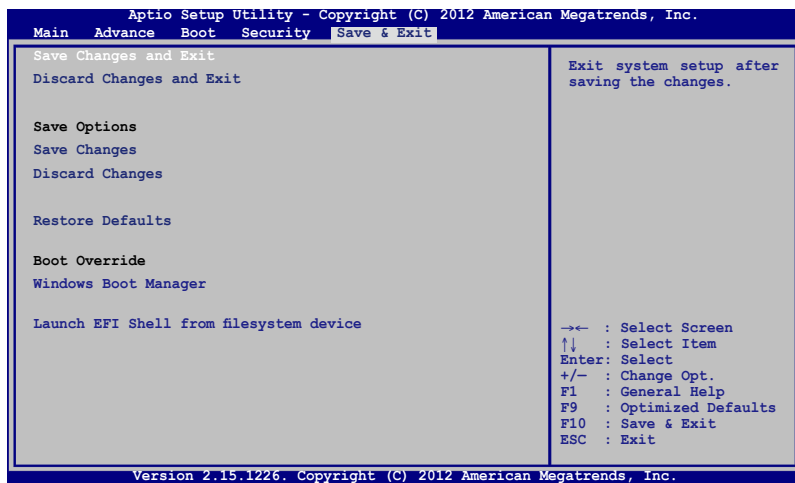 Aptio Setup Utility - Copyright (C) 2012 American Megatrends, Inc.
Main Advance Boot Security Save & Exit
Save Changes and Exit
Discard Changes and Exit
Save Options
Save Changes
Discard Changes
Restore Defaults
Boot Override
Windows Boot Manager
Launch EFI Shell from filesystem device
Exit system setup after
saving the changes.
→← : Select Screen
↑↓ : Select Item
Enter: Select
+/— : Change Opt.
F1 : General Help
F9 : Optimized Defaults
F10 : Save & Exit
ESC : Exit
Version 2.15.1226. Copyright (C) 2012 American Megatrends, Inc.